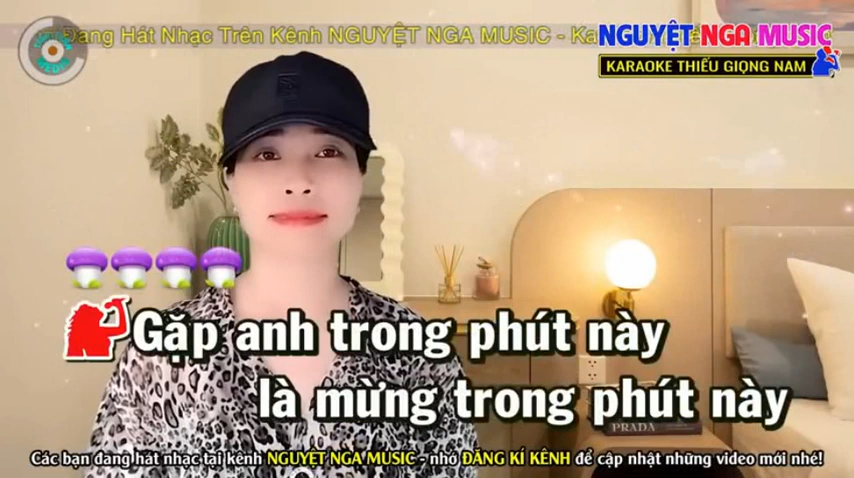 Đang Hát Nhạc Trên Kênh NGUYỆT NGA MUSIC -
NGUYỆT NGA MUSIC
KARAOKE THIẾU GIỌNG NAM
Gặp anh trong phút này
là mừng trong phút này
PRADA
Các bạn đang hát nhạc tại kênh NGUYỆT NGA MUSIC - nhớ ĐĂNG KÍ KÊNH để cập nhật những video mới nhé!